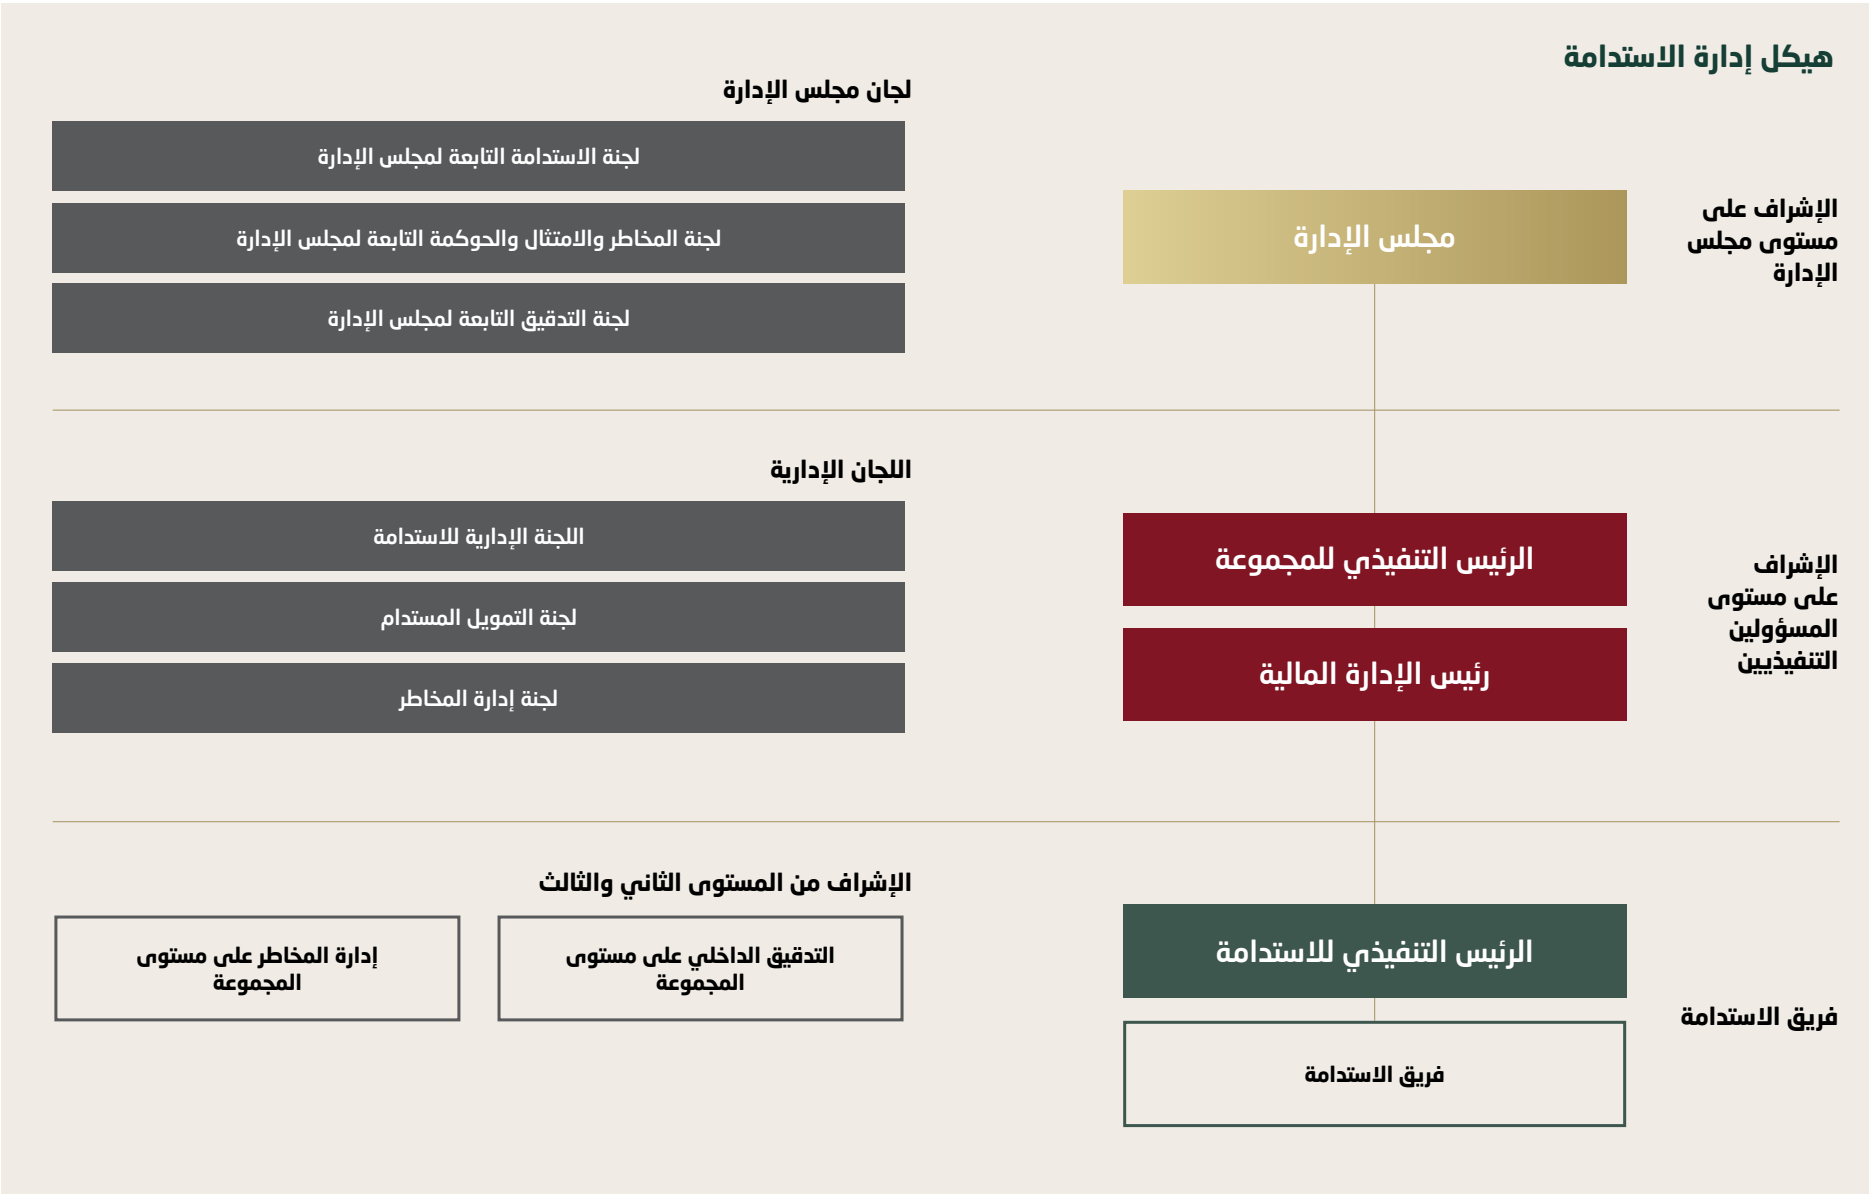 هيكل إدارة الاستدامة
الإشراف على
مستوى مجلس
الإدارة
مجلس الإدارة
لجان مجلس الإدارة
لجنة الاستدامة التابعة لمجلس الإدارة
لجنة المخاطر والامتثال والحوكمة التابعة لمجلس الإدارة
لجنة التدقيق التابعة لمجلس الإدارة
الإشراف
على مستوى
المسؤولين
التنفيذيين
الرئيس التنفيذي للمجموعة
رئيس الإدارة المالية
اللجان الإدارية
اللجنة الإدارية للاستدامة
لجنة التمويل المستدام
لجنة إدارة المخاطر
فريق الاستدامة
الرئيس التنفيذي للاستدامة
فريق الاستدامة
الإشراف من المستوى الثاني والثالث
التدقيق الداخلي على مستوى
المجموعة
إدارة المخاطر على مستوى
المجموعة